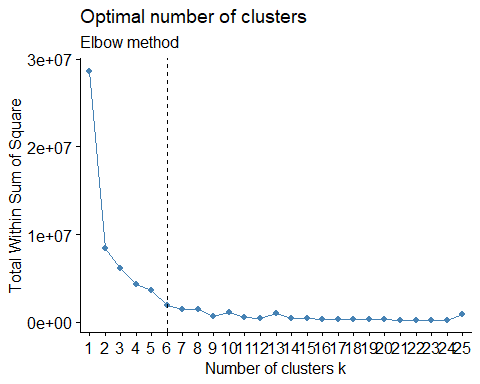 Optimal number of clusters
Elbow method
Total Within Sum of Square
3e+07
2e+07
1e+07
0e+00
1 2 3 4 5 6 7 8 9 10 11 12 13 14 15 16 17 18 19 20 21 22 23 24 25
Number of clusters k